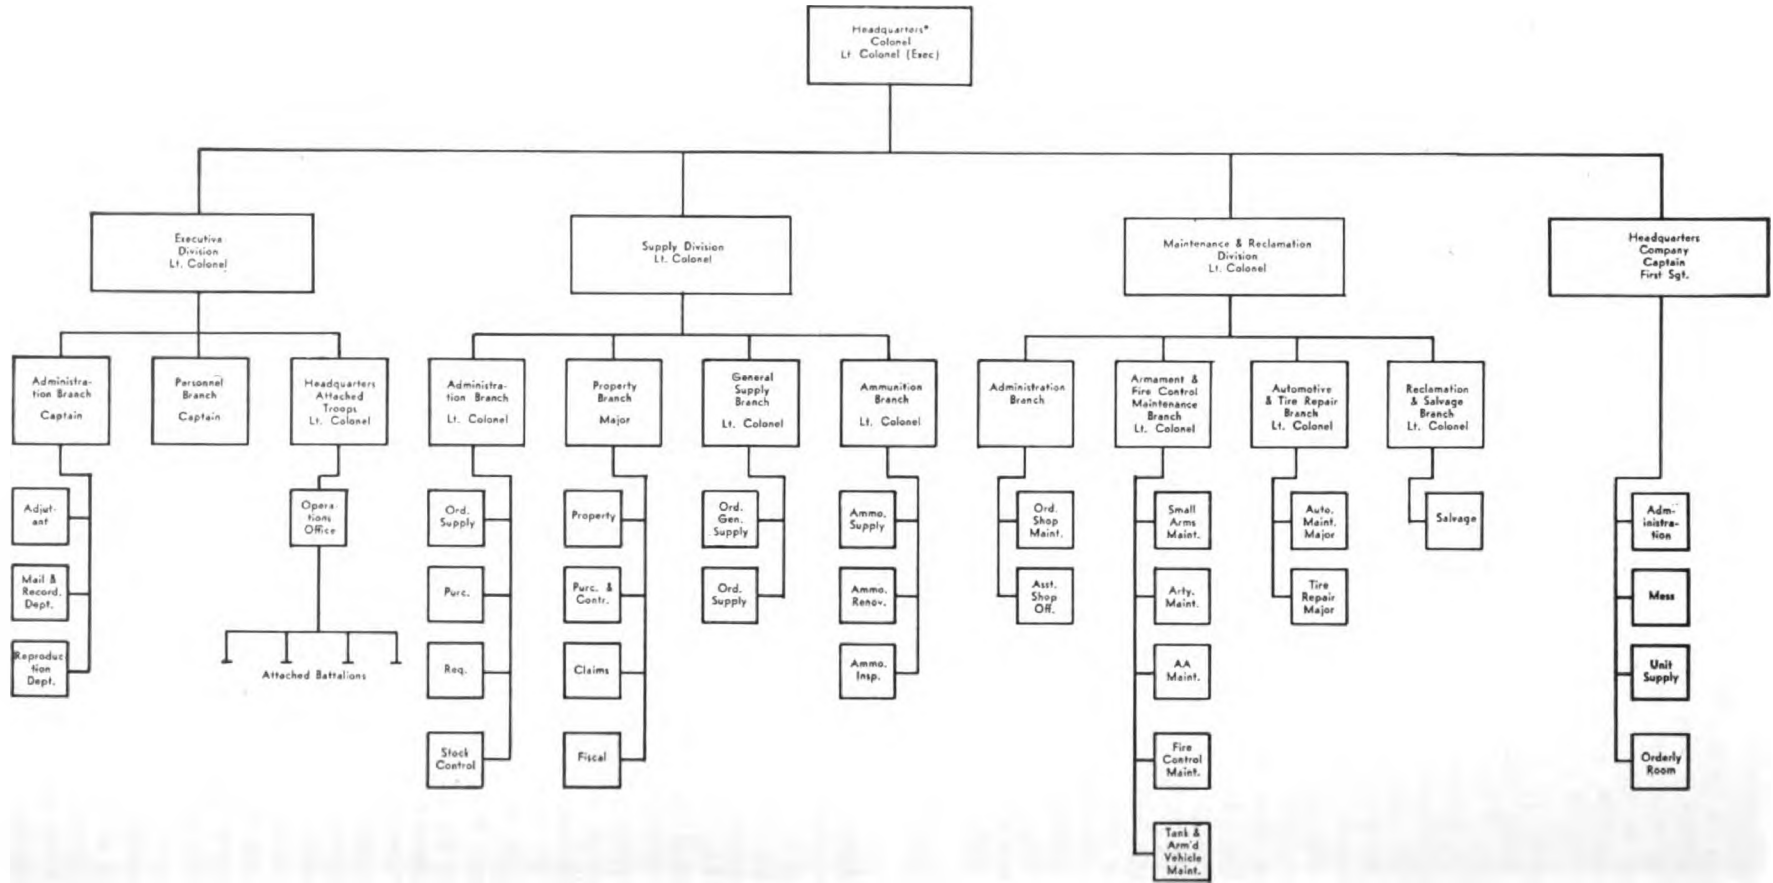 Headquarters*
Colonel
Lt. Colonel (Exec)
Executive
Division
Lt. Colonel
Supply Division
Lt. Colonel
Maintenance & Reclamation
Division
Lt. Colonel
Headquarters
Company
Captain
First Sgt.
Administra-
tion Branch
Captain
Personnel
Branch
Captain
Headquarters
Attached
Troops
Lt. Colonel
Administra-
tion Branch
Lt. Colonel
Property
Branch
Major
General
Supply
Branch
Lt. Colonel
Ammunition
Branch
Lt. Colonel
Administration
Branch
Armament &
Fire Control
Maintenance
Branch
Lt. Colonel
Automotive
& Tire Repair
Branch
Lt. Colonel
Reclamation
& Salvage
Branch
Lt. Colonel
Adjut-
ant
Mail &
Record.
Dept.
Reproduc-
tion
Dept.
Opera-
tions
Office
Attached Battalions
Ord.
Supply
Purc.
Req.
Stock
Control
Property
Purc. &
Contr.
Claims
Fiscal
Ord.
Gen.
Supply
Ord.
Supply
Ammo.
Supply
Ammo.
Renov.
Ammo.
Insp.
Ord.
Shop
Maint.
Asst.
Shop
Off.
Small
Arms
Maint.
Arty.
Maint.
AA
Maint.
Fire
Control
Maint.
Tank &
Arm'd
Vehicle
Maint.
Auto.
Maint.
Major
Tire
Repair
Major
Salvage
Adm-
inistra-
tion
Mess
Unit
Supply
Orderly
Room